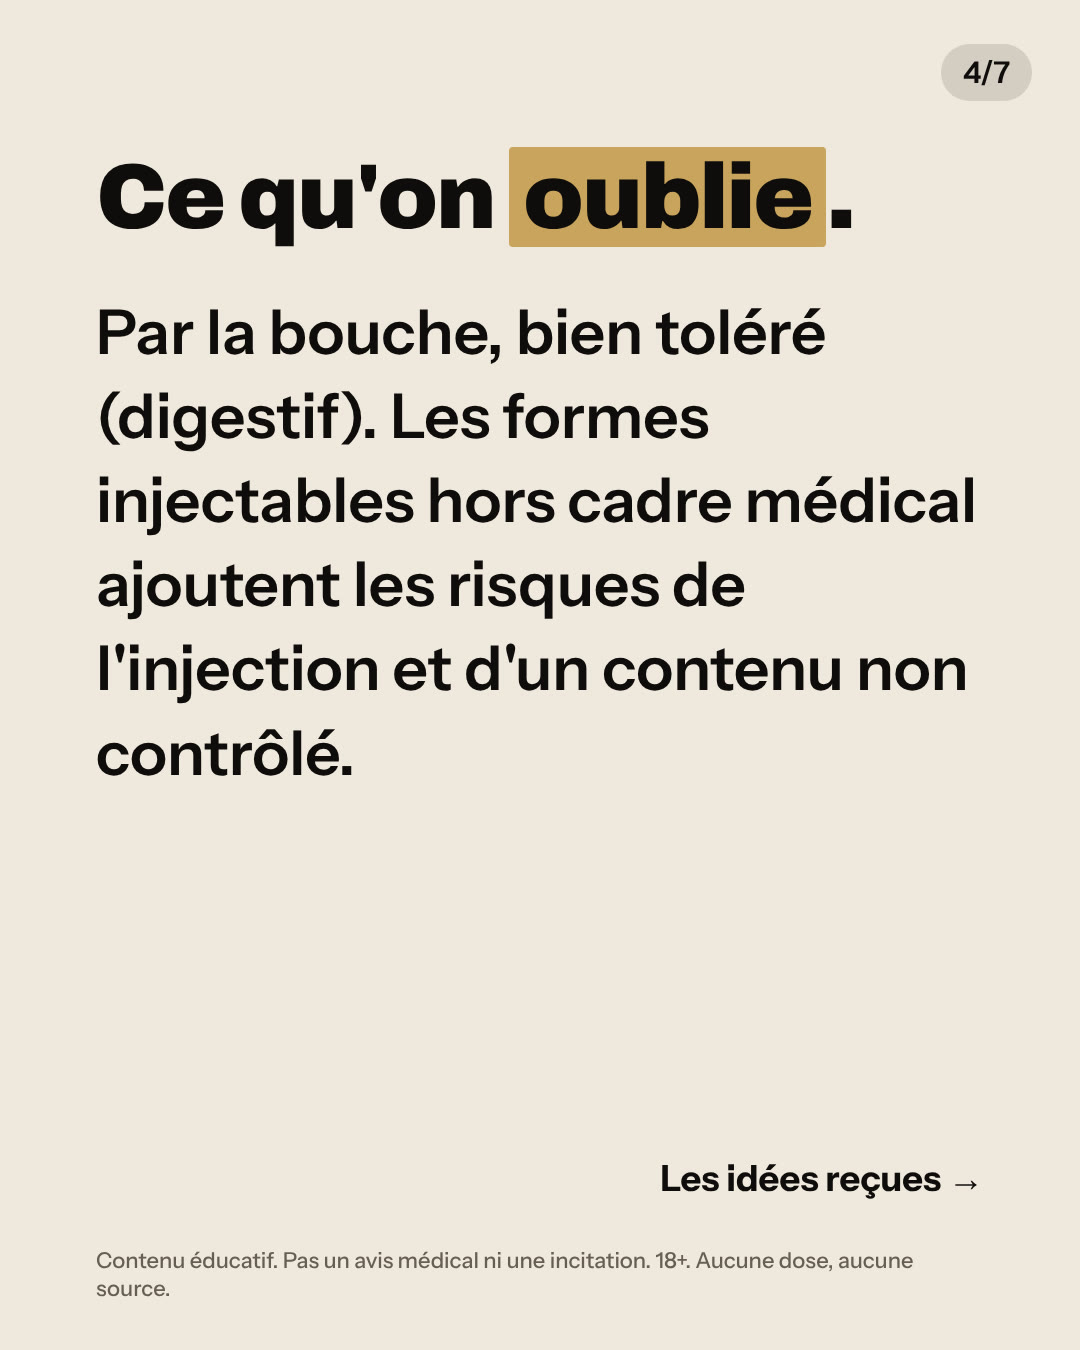 4/7
Ce qu'on oublie.
Par la bouche, bien toléré
(digestif). Les formes
injectables hors cadre médical
ajoutent les risques de
l'injection et d'un contenu non
contrôlé.
Les idées reçues →
Contenu éducatif. Pas un avis médical ni une incitation. 18+. Aucune dose, aucune
source.